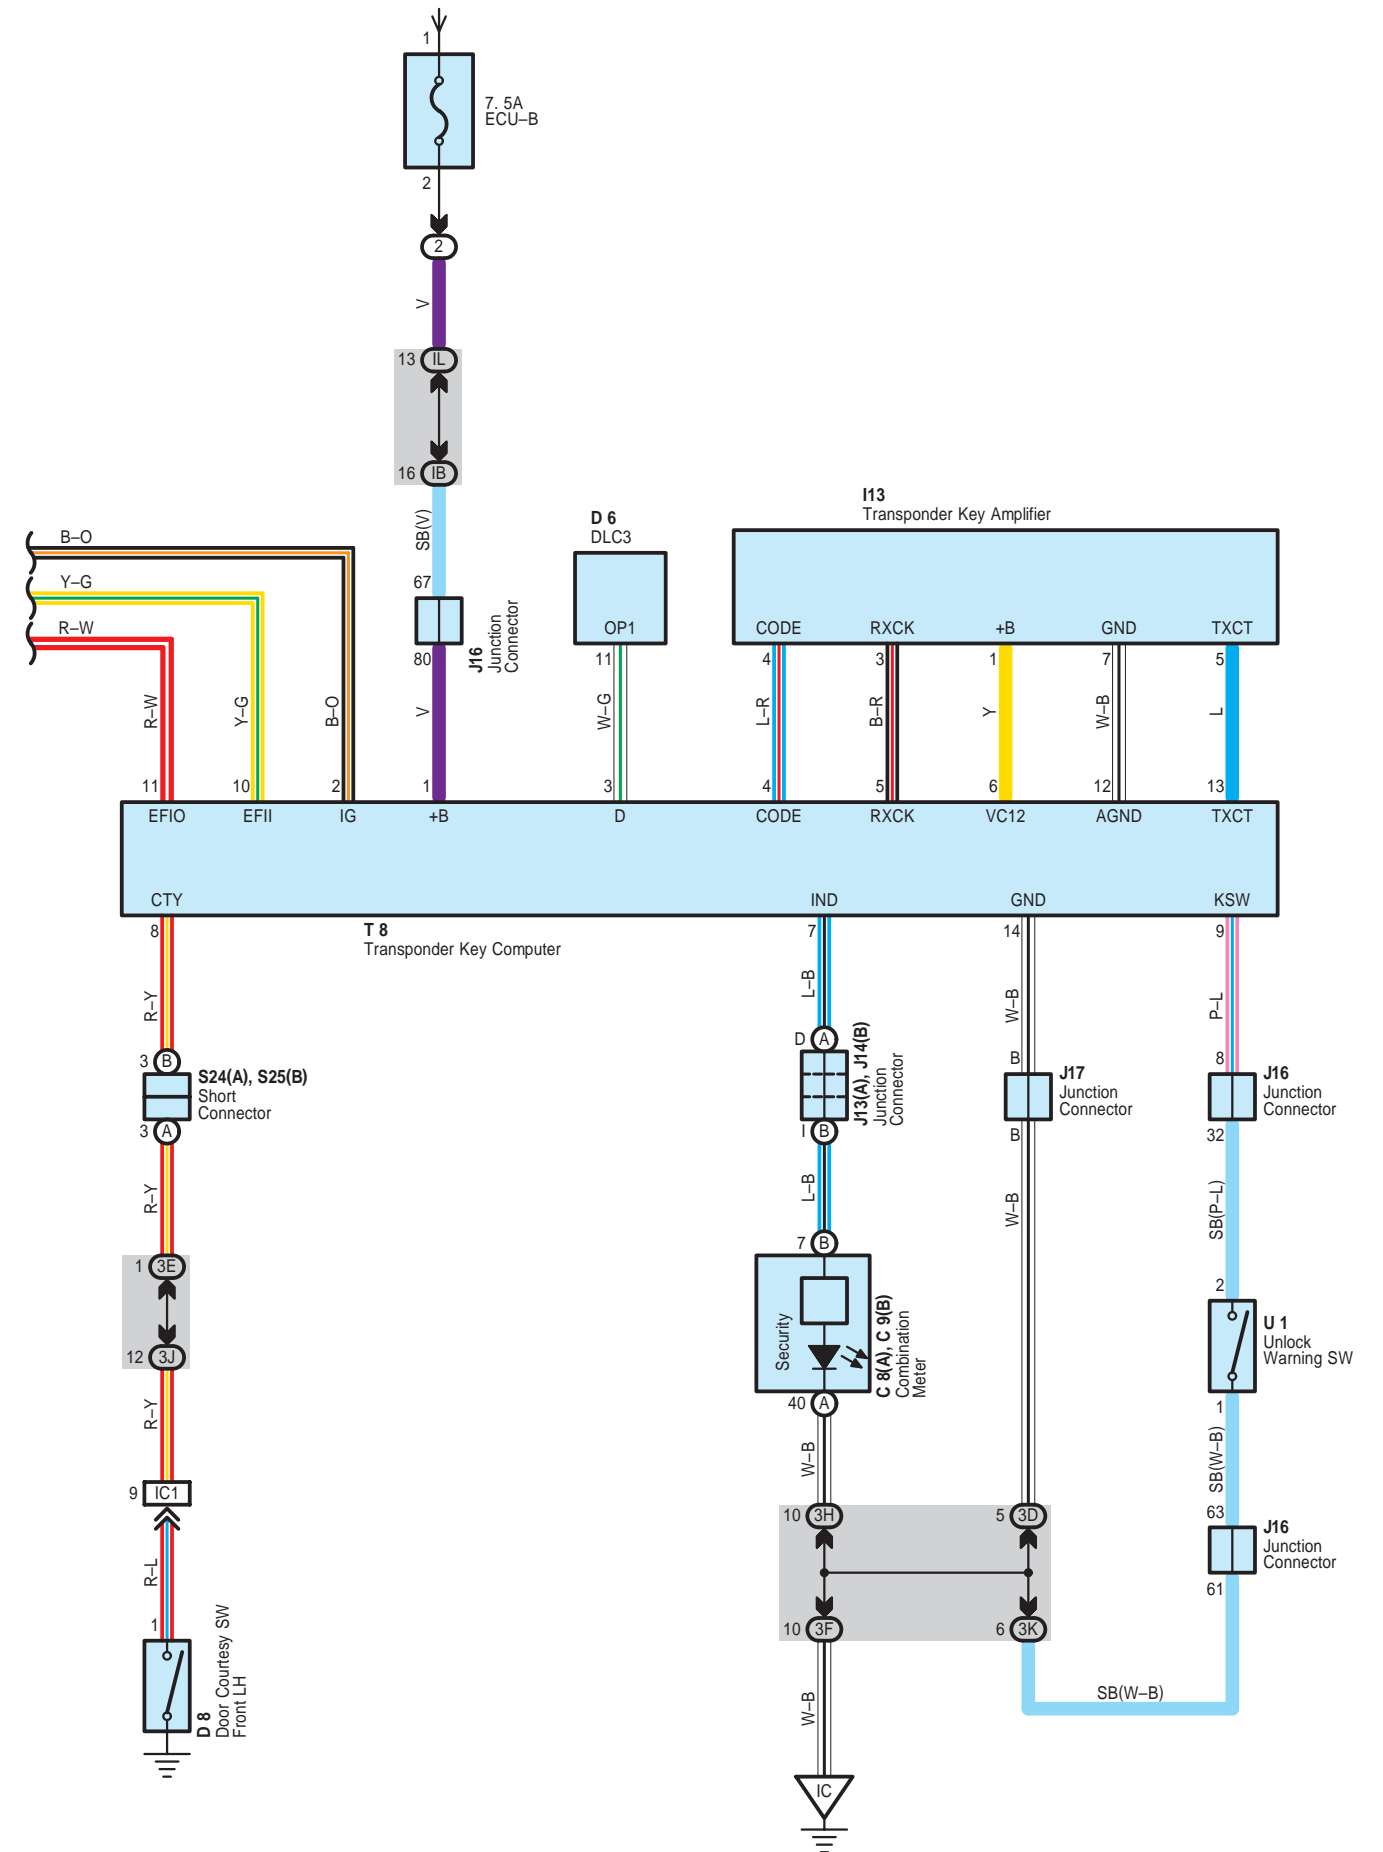 1
7. 5A
ECU–B
2
2
V
13 IL
16 IB
SB(V)
67
J16
Junction
Connector
80
V
B–O
Y–G
R–W
R–W
Y–G
B–O
D 6
DLC3
OP1
11
W–G
I13
Transponder Key Amplifier
CODE RXCK +B GND TXCT
4 3 1 7 5
L–R B–R Y W–B L
11 10 2 1 3 4 5 6 12 13
EFIO EFII IG +B D CODE RXCK VC12 AGND TXCT
CTY IND GND KSW
8 7 14 9
T 8
Transponder Key Computer
R–Y
3 B
S24(A), S25(B)
Short
Connector
3 A
R–Y
1 3E
12 3J
R–Y
9 IC1
R–L
1
D 8
Door Courtesy SW
Front LH
L–B
D A
J13(A), J14(B)
Junction
Connector
I B
L–B
7 B
Security
C 8(A), C 9(B)
Combination
Meter
40 A
W–B
10 3H
10 3F
W–B
IC
W–B
B
J17
Junction
Connector
B
W–B
5 3D
6 3K
P–L
8
J16
Junction
Connector
32
SB(P–L)
2
U 1
Unlock
Warning SW
1
SB(W–B)
63
J16
Junction
Connector
61
SB(W–B)